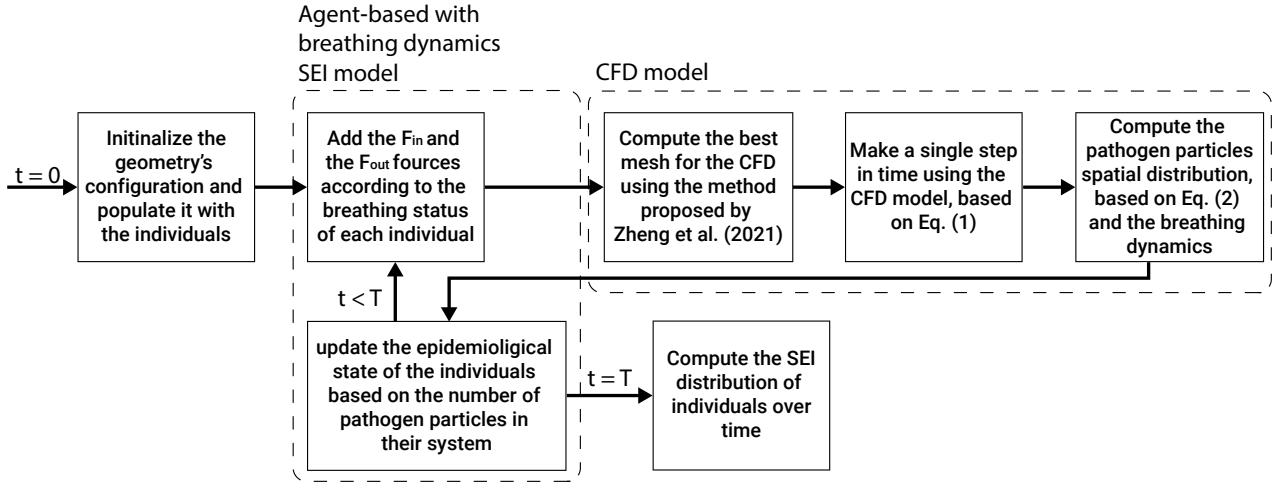 Agent-based with
breathing dynamics
SEI model
CFD model
t = 0
Initinalize the
geometry's
configuration and
populate it with
the individuals
Add the Fin and
the Fout fources
according to the
breathing status
of each individual
Compute the best
mesh for the CFD
using the method
proposed by
Zheng et al. (2021)
Make a single step
in time using the
CFD model, based
on Eq. (1)
Compute the
pathogen particles
spatial distribution,
based on Eq. (2)
and the breathing
dynamics
t < T
update the epidemioligical
state of the individuals
based on the number of
pathogen particles in
their system
t = T
Compute the SEI
distribution of
individuals over
time